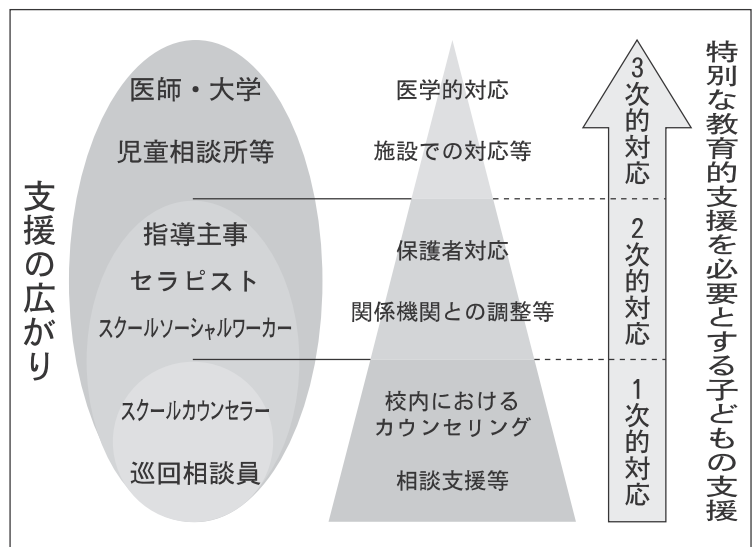 支援の広がり
医師・大学
児童相談所等
指導主事
セラピスト
スクールソーシャルワーカー
スクールカウンセラー
巡回相談員
医学的対応
施設での対応等
保護者対応
関係機関との調整等
校内における
カウンセリング
相談支援等
3次的対応
2次的対応
1次的対応
特別な教育的支援を必要とする子どもの支援